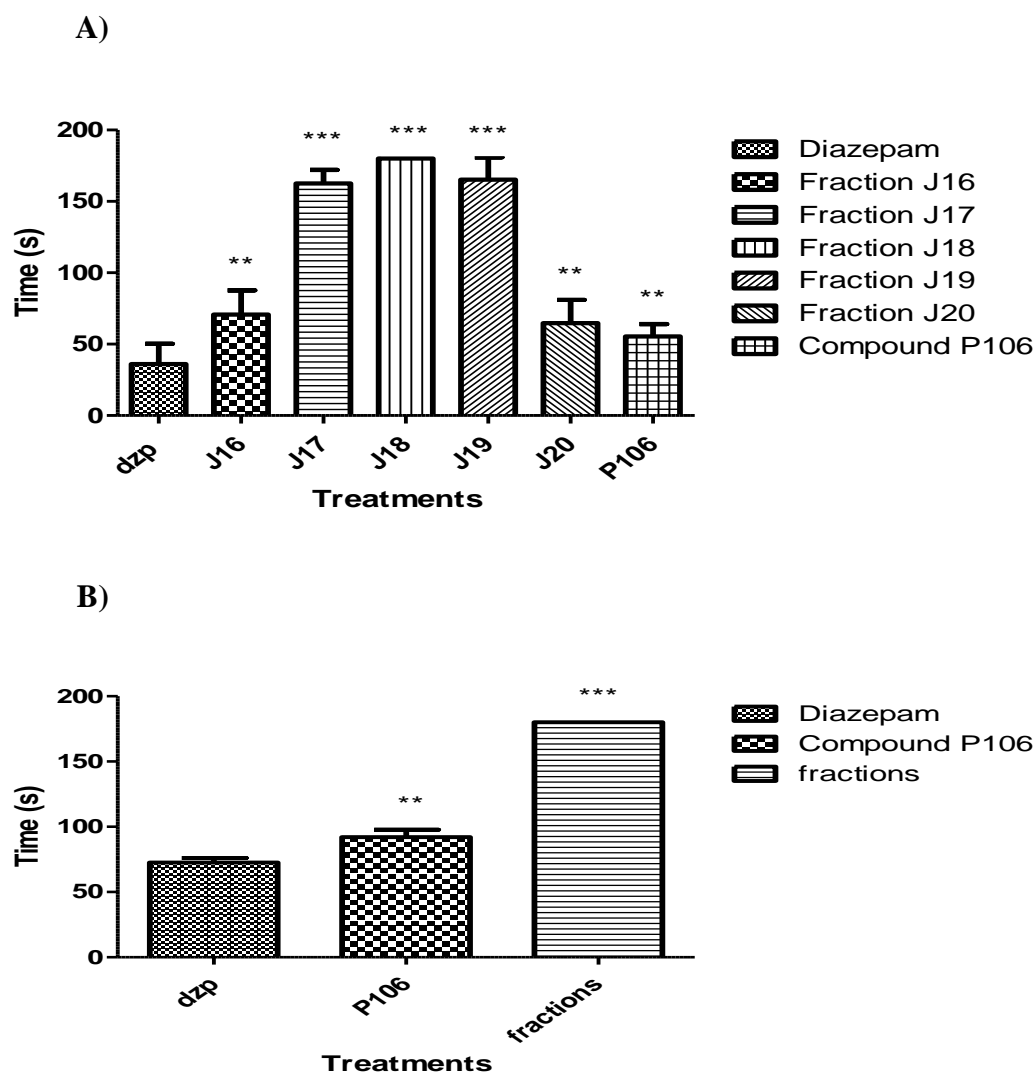 A)
Time (s)
200
150
100
50
0
**
***
***
***
**
**
dzp
J16
J17
J18
J19
J20
P106
Treatments
Diazepam
Fraction J16
Fraction J17
Fraction J18
Fraction J19
Fraction J20
Compound P106
B)
Time (s)
200
150
100
50
0
**
***
dzp
P106
fractions
Treatments
Diazepam
Compound P106
fractions